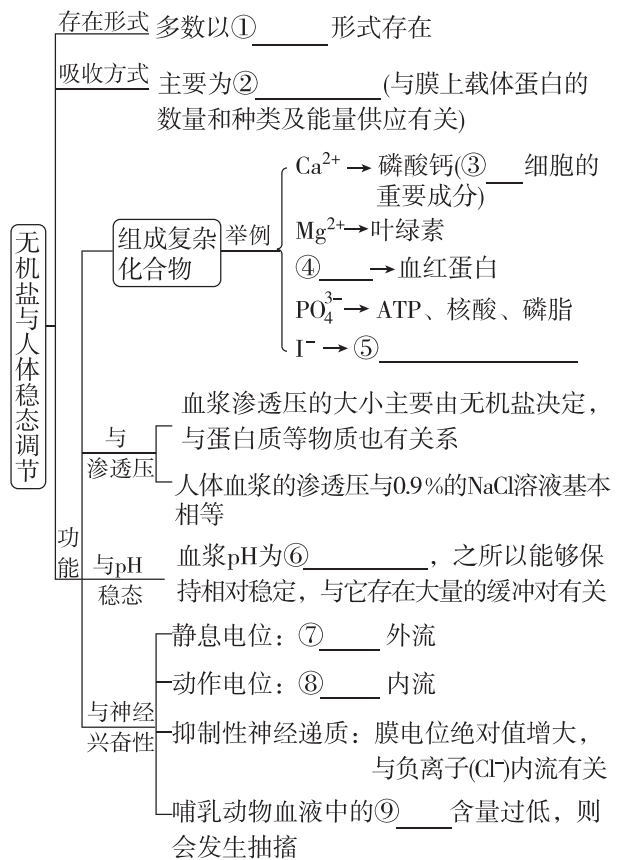 无机盐与人体稳态调节
存在形式 多数以①______ 形式存在
吸收方式 主要为②__________(与膜上载体蛋白的
数量和种类及能量供应有关)
功能
组成复杂
化合物
举例
Ca²⁺→磷酸钙(③___细胞的
重要成分)
Mg²⁺→叶绿素
④____→血红蛋白
PO₄³⁻→ATP、核酸、磷脂
I⁻→⑤________________
与
渗透压
血浆渗透压的大小主要由无机盐决定,
与蛋白质等物质也有关系
人体血浆的渗透压与0.9%的NaCl溶液基本
相等
与pH
稳态
血浆pH为⑥__________,之所以能够保
持相对稳定,与它存在大量的缓冲对有关
与神经
兴奋性
静息电位:⑦_____ 外流
动作电位:⑧_____ 内流
抑制性神经递质:膜电位绝对值增大,
与负离子(Cl⁻)内流有关
哺乳动物血液中的⑨____含量过低,则
会发生抽搐